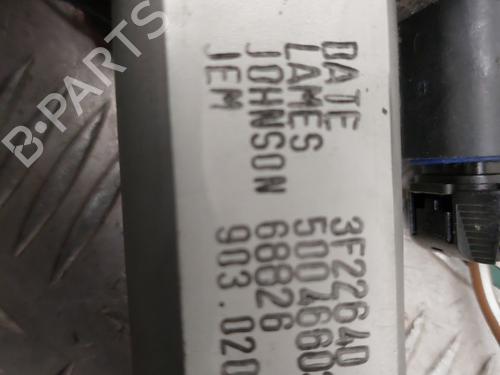 B-PARTS
DATE 3F22640
LAMES 5004660
JOHNSON 68826
JEM 903.020